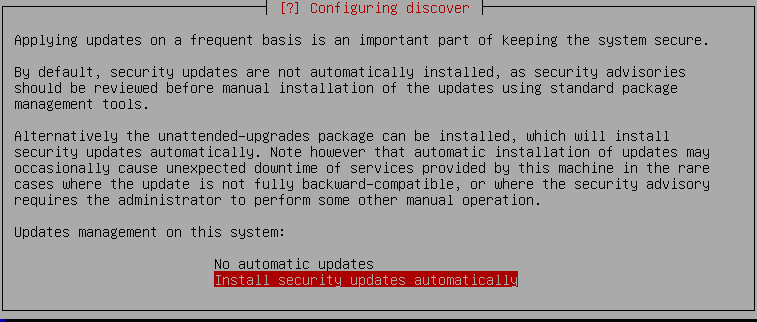 [?] Configuring discover
Applying updates on a frequent basis is an important part of keeping the system secure.
By default, security updates are not automatically installed, as security advisories
should be reviewed before manual installation of the updates using standard package
management tools.
Alternatively the unattended-upgrades package can be installed, which will install
security updates automatically. Note however that automatic installation of updates may
occasionally cause unexpected downtime of services provided by this machine in the rare
cases where the update is not fully backward-compatible, or where the security advisory
requires the administrator to perform some other manual operation.
Updates management on this system:
No automatic updates
Install security updates automatically